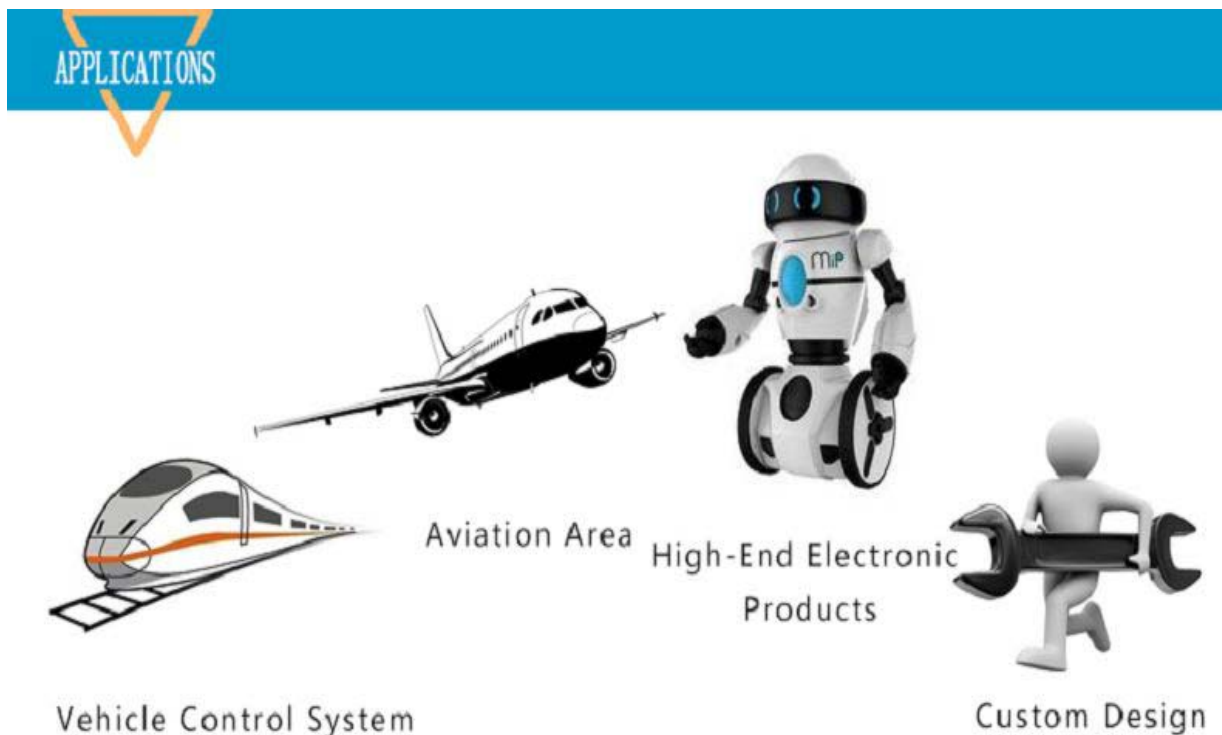 APPLICATIONS
MiP
Aviation Area
High-End Electronic
Products
Vehicle Control System
Custom Design